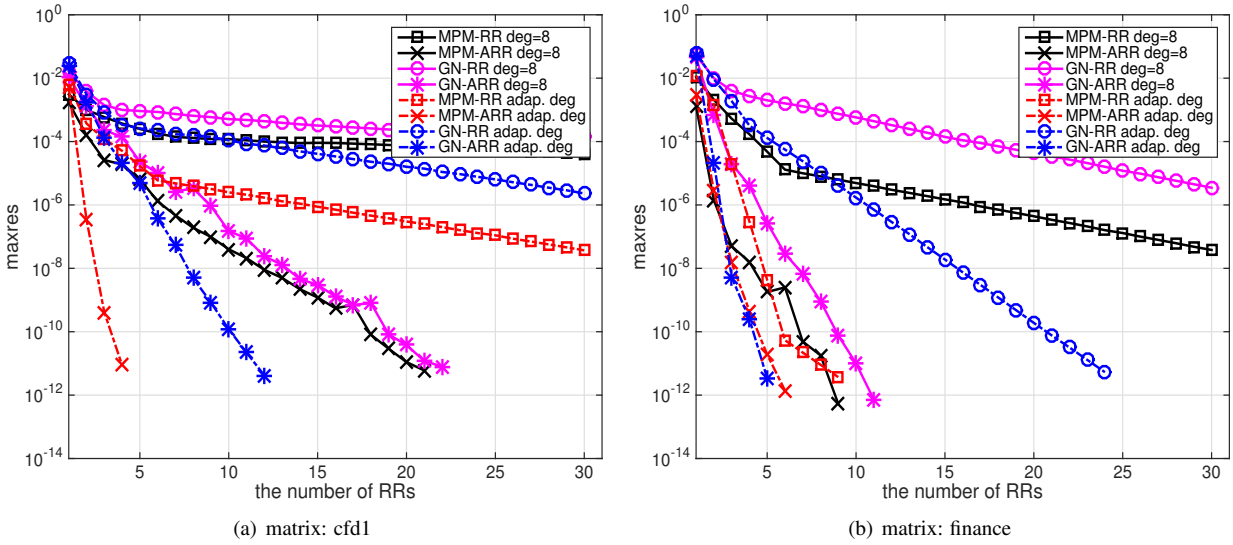 10^0
10^-2
10^-4
10^-6
10^-8
10^-10
10^-12
10^-14
maxres
5
10
15
20
25
30
the number of RRs
MPM-RR deg=8
MPM-ARR deg=8
GN-RR deg=8
GN-ARR deg=8
MPM-RR adap. deg
MPM-ARR adap. deg
GN-RR adap. deg
GN-ARR adap. deg
(a) matrix: cfd1
10^0
10^-2
10^-4
10^-6
10^-8
10^-10
10^-12
10^-14
maxres
5
10
15
20
25
30
the number of RRs
MPM-RR deg=8
MPM-ARR deg=8
GN-RR deg=8
GN-ARR deg=8
MPM-RR adap. deg
MPM-ARR adap. deg
GN-RR adap. deg
GN-ARR adap. deg
(b) matrix: finance